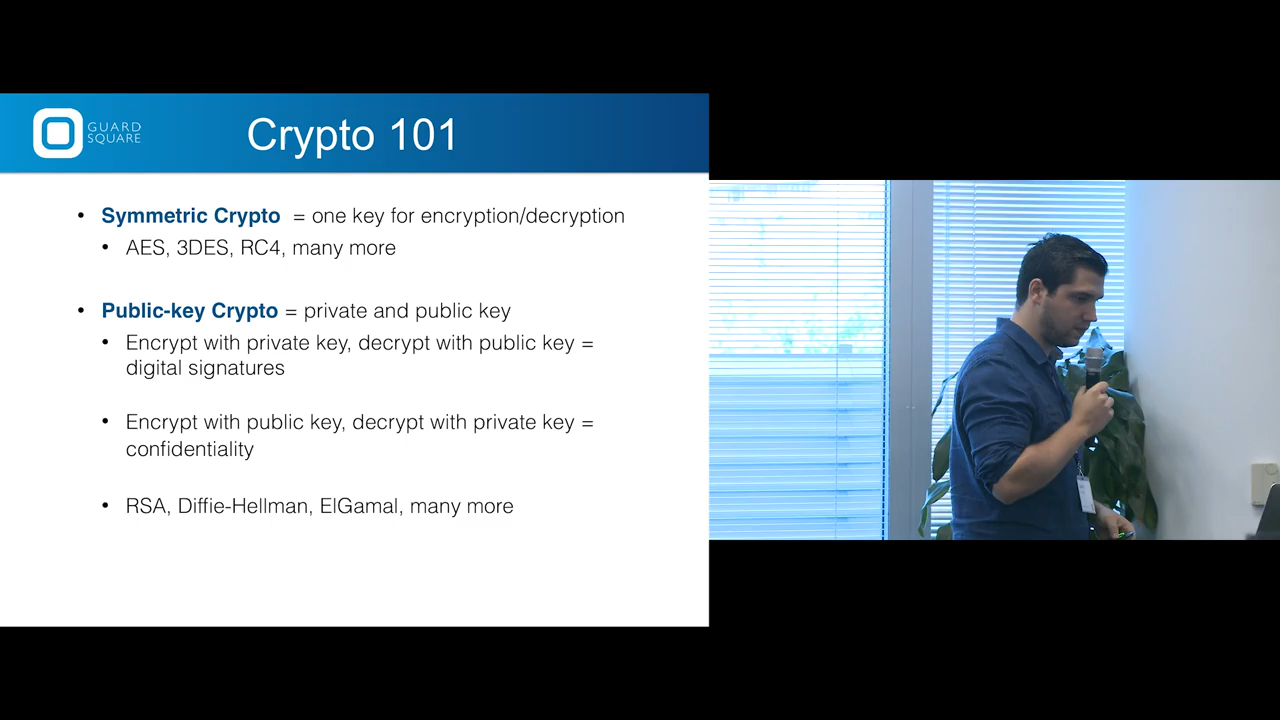 GUARD
SQUARE
Crypto 101
• Symmetric Crypto = one key for encryption/decryption
• AES, 3DES, RC4, many more
• Public-key Crypto = private and public key
• Encrypt with private key, decrypt with public key =
digital signatures
• Encrypt with public key, decrypt with private key =
confidentiality
• RSA, Diffie-Hellman, ElGamal, many more